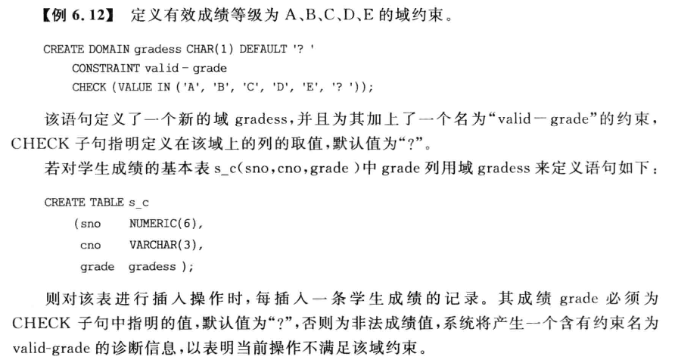 【例 6.12】 定义有效成绩等级为 A、B、C、D、E 的域约束。
CREATE DOMAIN gradess CHAR(1) DEFAULT '? '
CONSTRAINT valid-grade
CHECK (VALUE IN ('A', 'B', 'C', 'D', 'E', '? '));
该语句定义了一个新的域 gradess,并且为其加上了一个名为“valid-grade”的约束,
CHECK 子句指明定义在该域上的列的取值,默认值为“?”。
若对学生成绩的基本表 s_c(sno,cno,grade )中 grade 列用域 gradess 来定义语句如下:
CREATE TABLE s_c
(sno NUMERIC(6),
cno VARCHAR(3),
grade gradess );
则对该表进行插入操作时,每插入一条学生成绩的记录。其成绩 grade 必须为
CHECK 子句中指明的值,默认值为“?”,否则为非法成绩值,系统将产生一个含有约束名为
valid-grade 的诊断信息,以表明当前操作不满足该域约束。